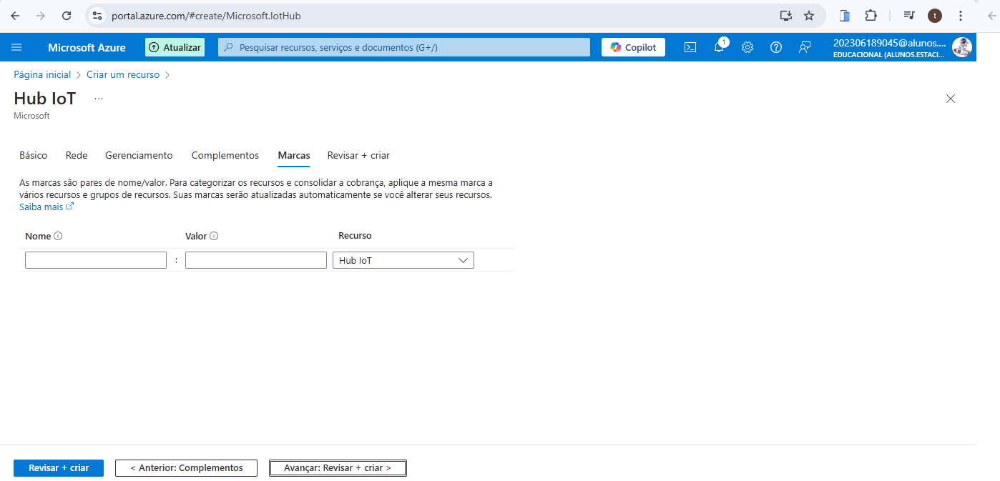 portal.azure.com/#create/Microsoft.IotHub
t
Microsoft Azure
Atualizar
Pesquisar recursos, serviços e documentos (G+/)
Copilot
1
202306189045@alunos....
EDUCACIONAL (ALUNOS.ESTACI...
Página inicial > Criar um recurso >
Hub IoT ...
Microsoft
Básico Rede Gerenciamento Complementos Marcas Revisar + criar
As marcas são pares de nome/valor. Para categorizar os recursos e consolidar a cobrança, aplique a mesma marca a
vários recursos e grupos de recursos. Suas marcas serão atualizadas automaticamente se você alterar seus recursos.
Saiba mais
Nome Valor Recurso
: Hub IoT
Revisar + criar < Anterior: Complementos Avançar: Revisar + criar >